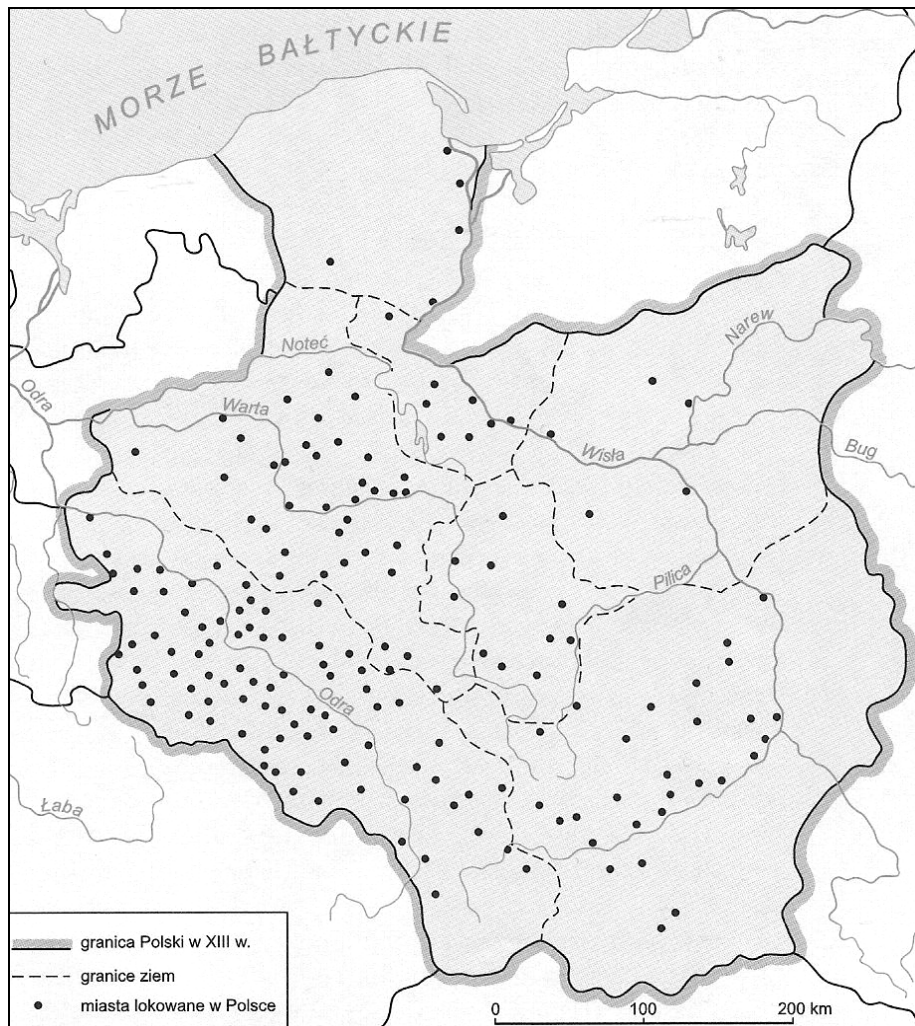 MORZE BAŁTYCKIE
Noteć
Narew
Odra
Warta
Wisła
Bug
Pilica
Odra
Łaba
granica Polski w XIII w.
granice ziem
miasta lokowane w Polsce
0 100 200 km